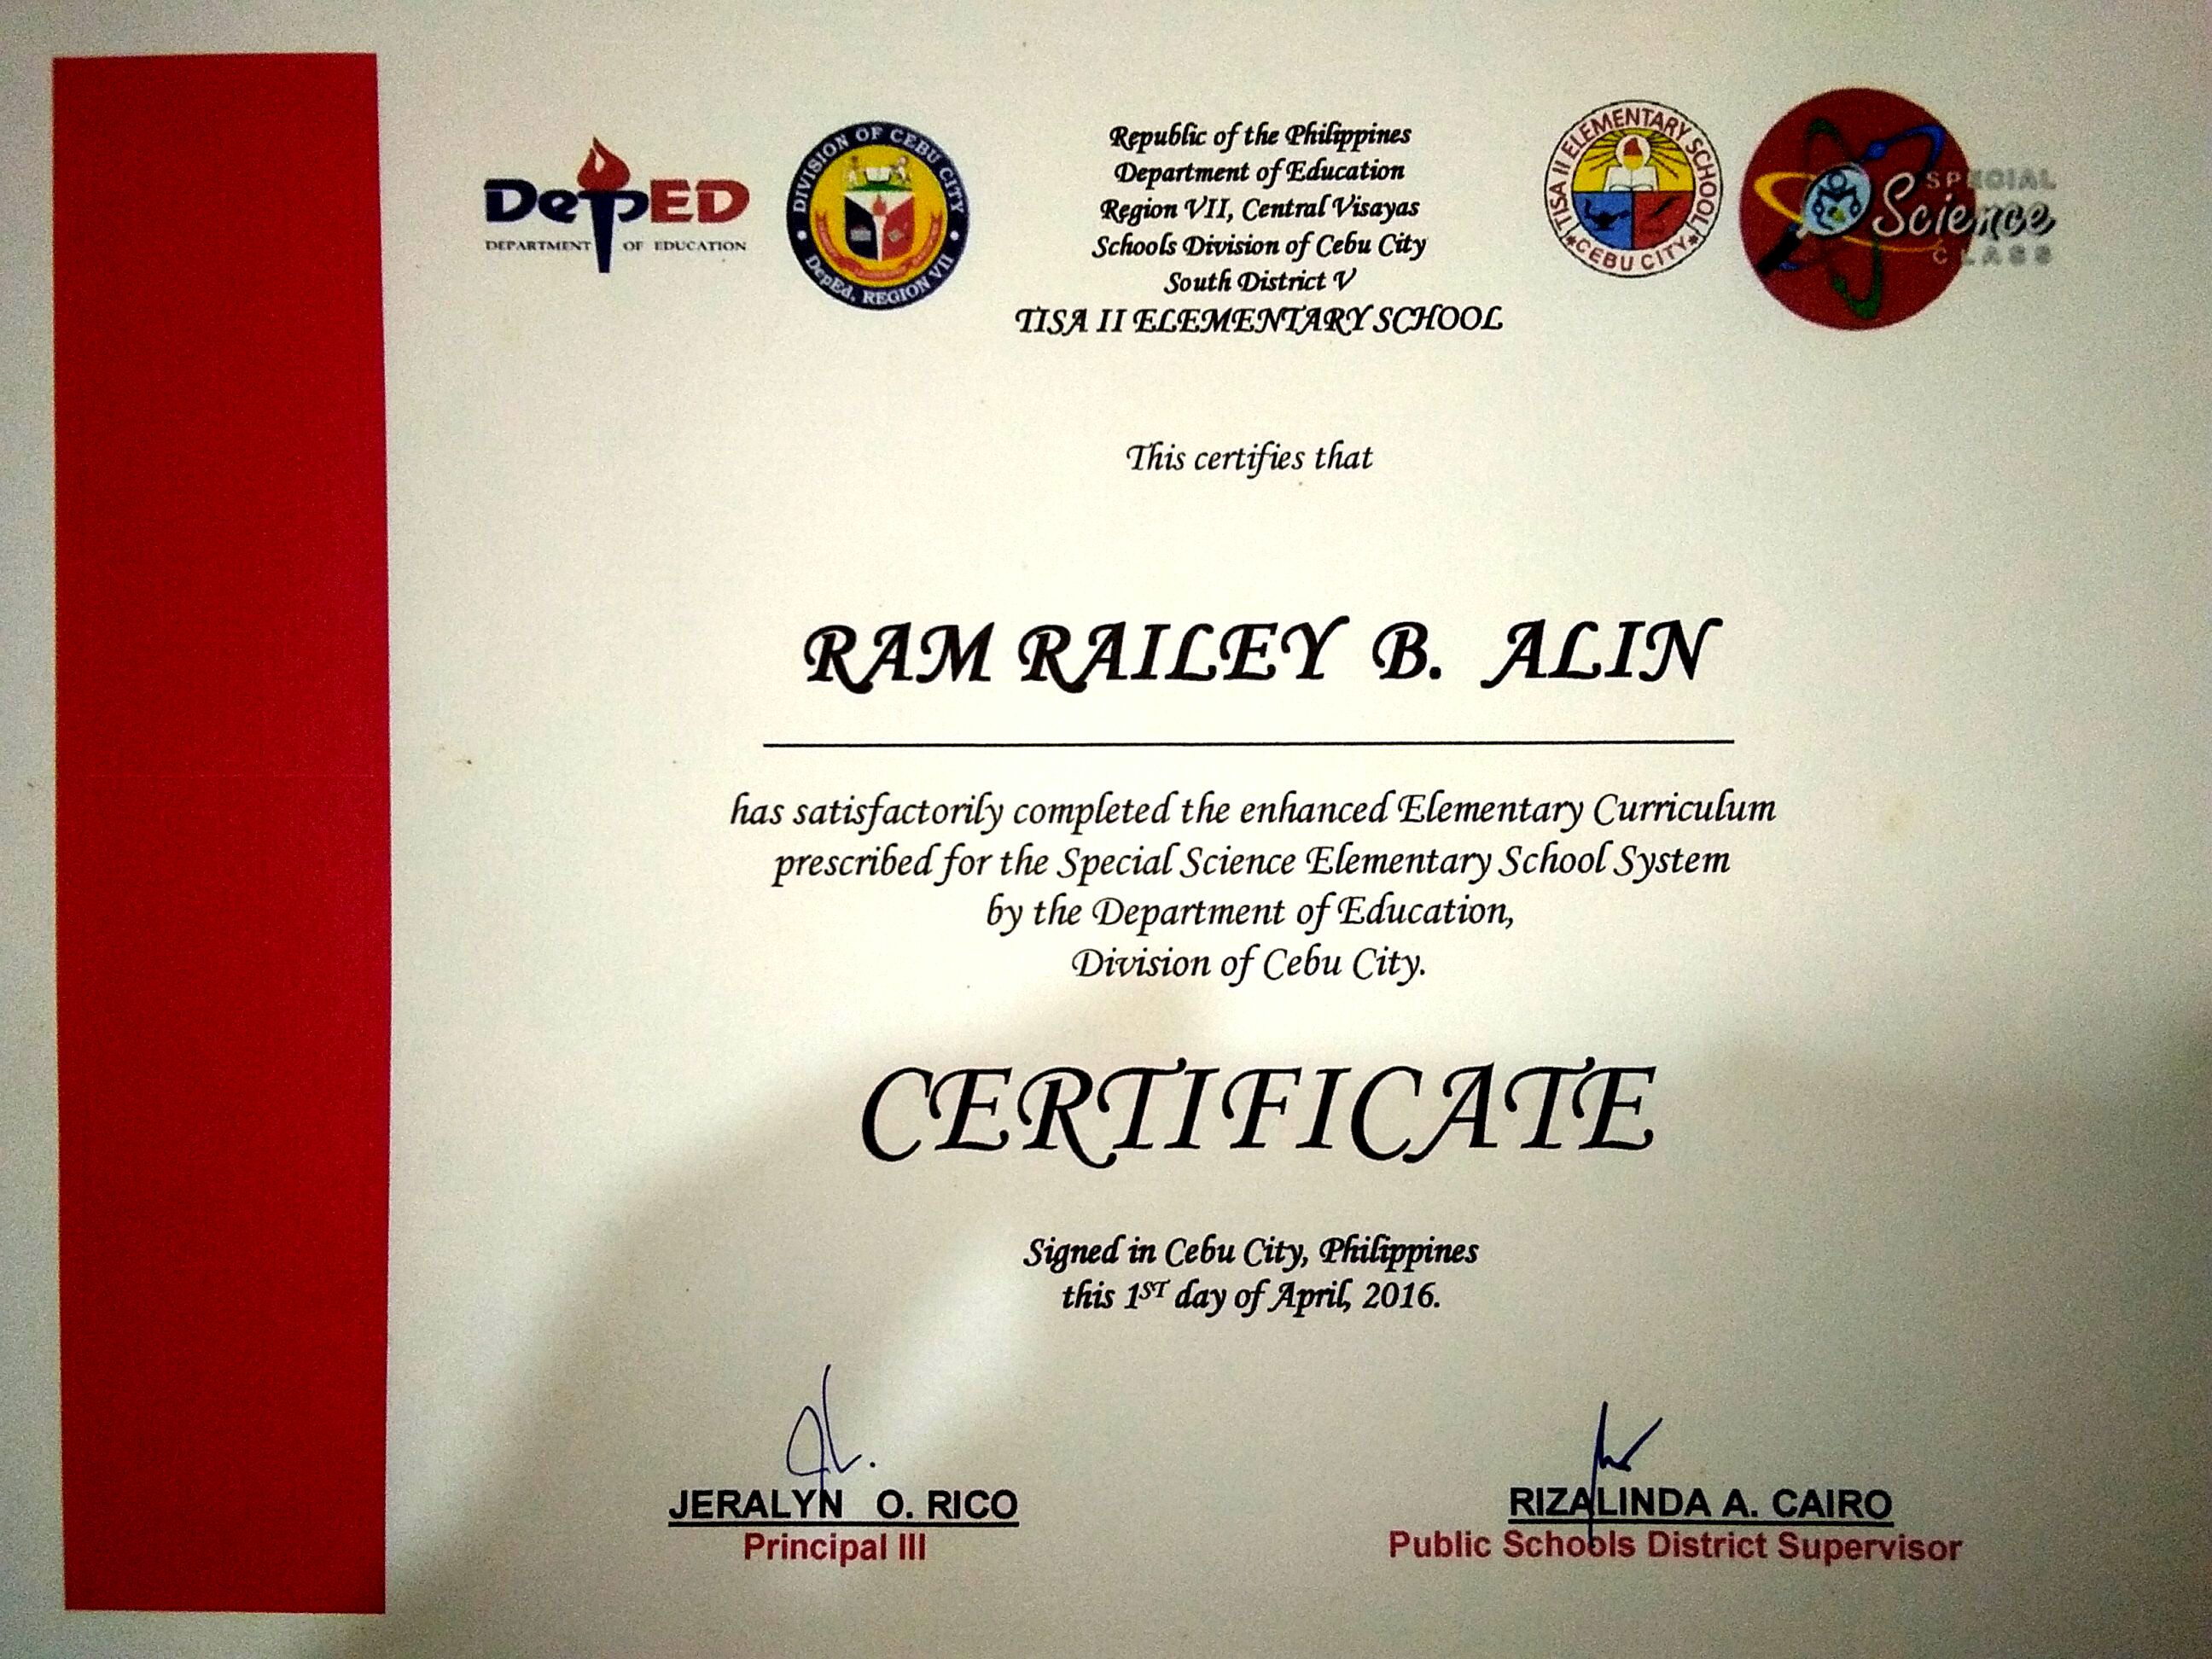 DepED
DEPARTMENT OF EDUCATION
DIVISION OF CEBU CITY
DepEd, REGION VII
Republic of the Philippines
Department of Education
Region VII, Central Visayas
Schools Division of Cebu City
South District V
TISA II ELEMENTARY SCHOOL
TISA II ELEMENTARY SCHOOL
CEBU CITY
SPECIAL
Science
CLASS
This certifies that
RAM RAILEY B. ALIN
has satisfactorily completed the enhanced Elementary Curriculum
prescribed for the Special Science Elementary School System
by the Department of Education,
Division of Cebu City.
CERTIFICATE
Signed in Cebu City, Philippines
this 1ST day of April, 2016.
JERALYN O. RICO
Principal III
RIZALINDA A. CAIRO
Public Schools District Supervisor